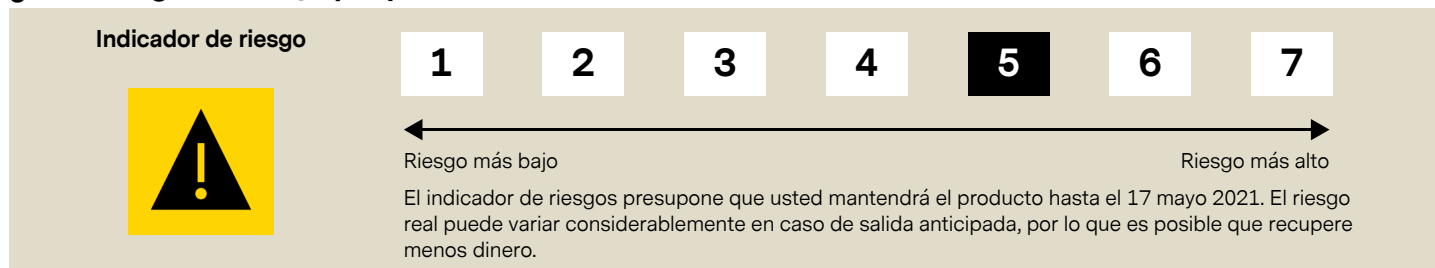 Indicador de riesgo
1 2 3 4 5 6 7
Riesgo más bajo Riesgo más alto
El indicador de riesgos presupone que usted mantendrá el producto hasta el 17 mayo 2021. El riesgo
real puede variar considerablemente en caso de salida anticipada, por lo que es posible que recupere
menos dinero.